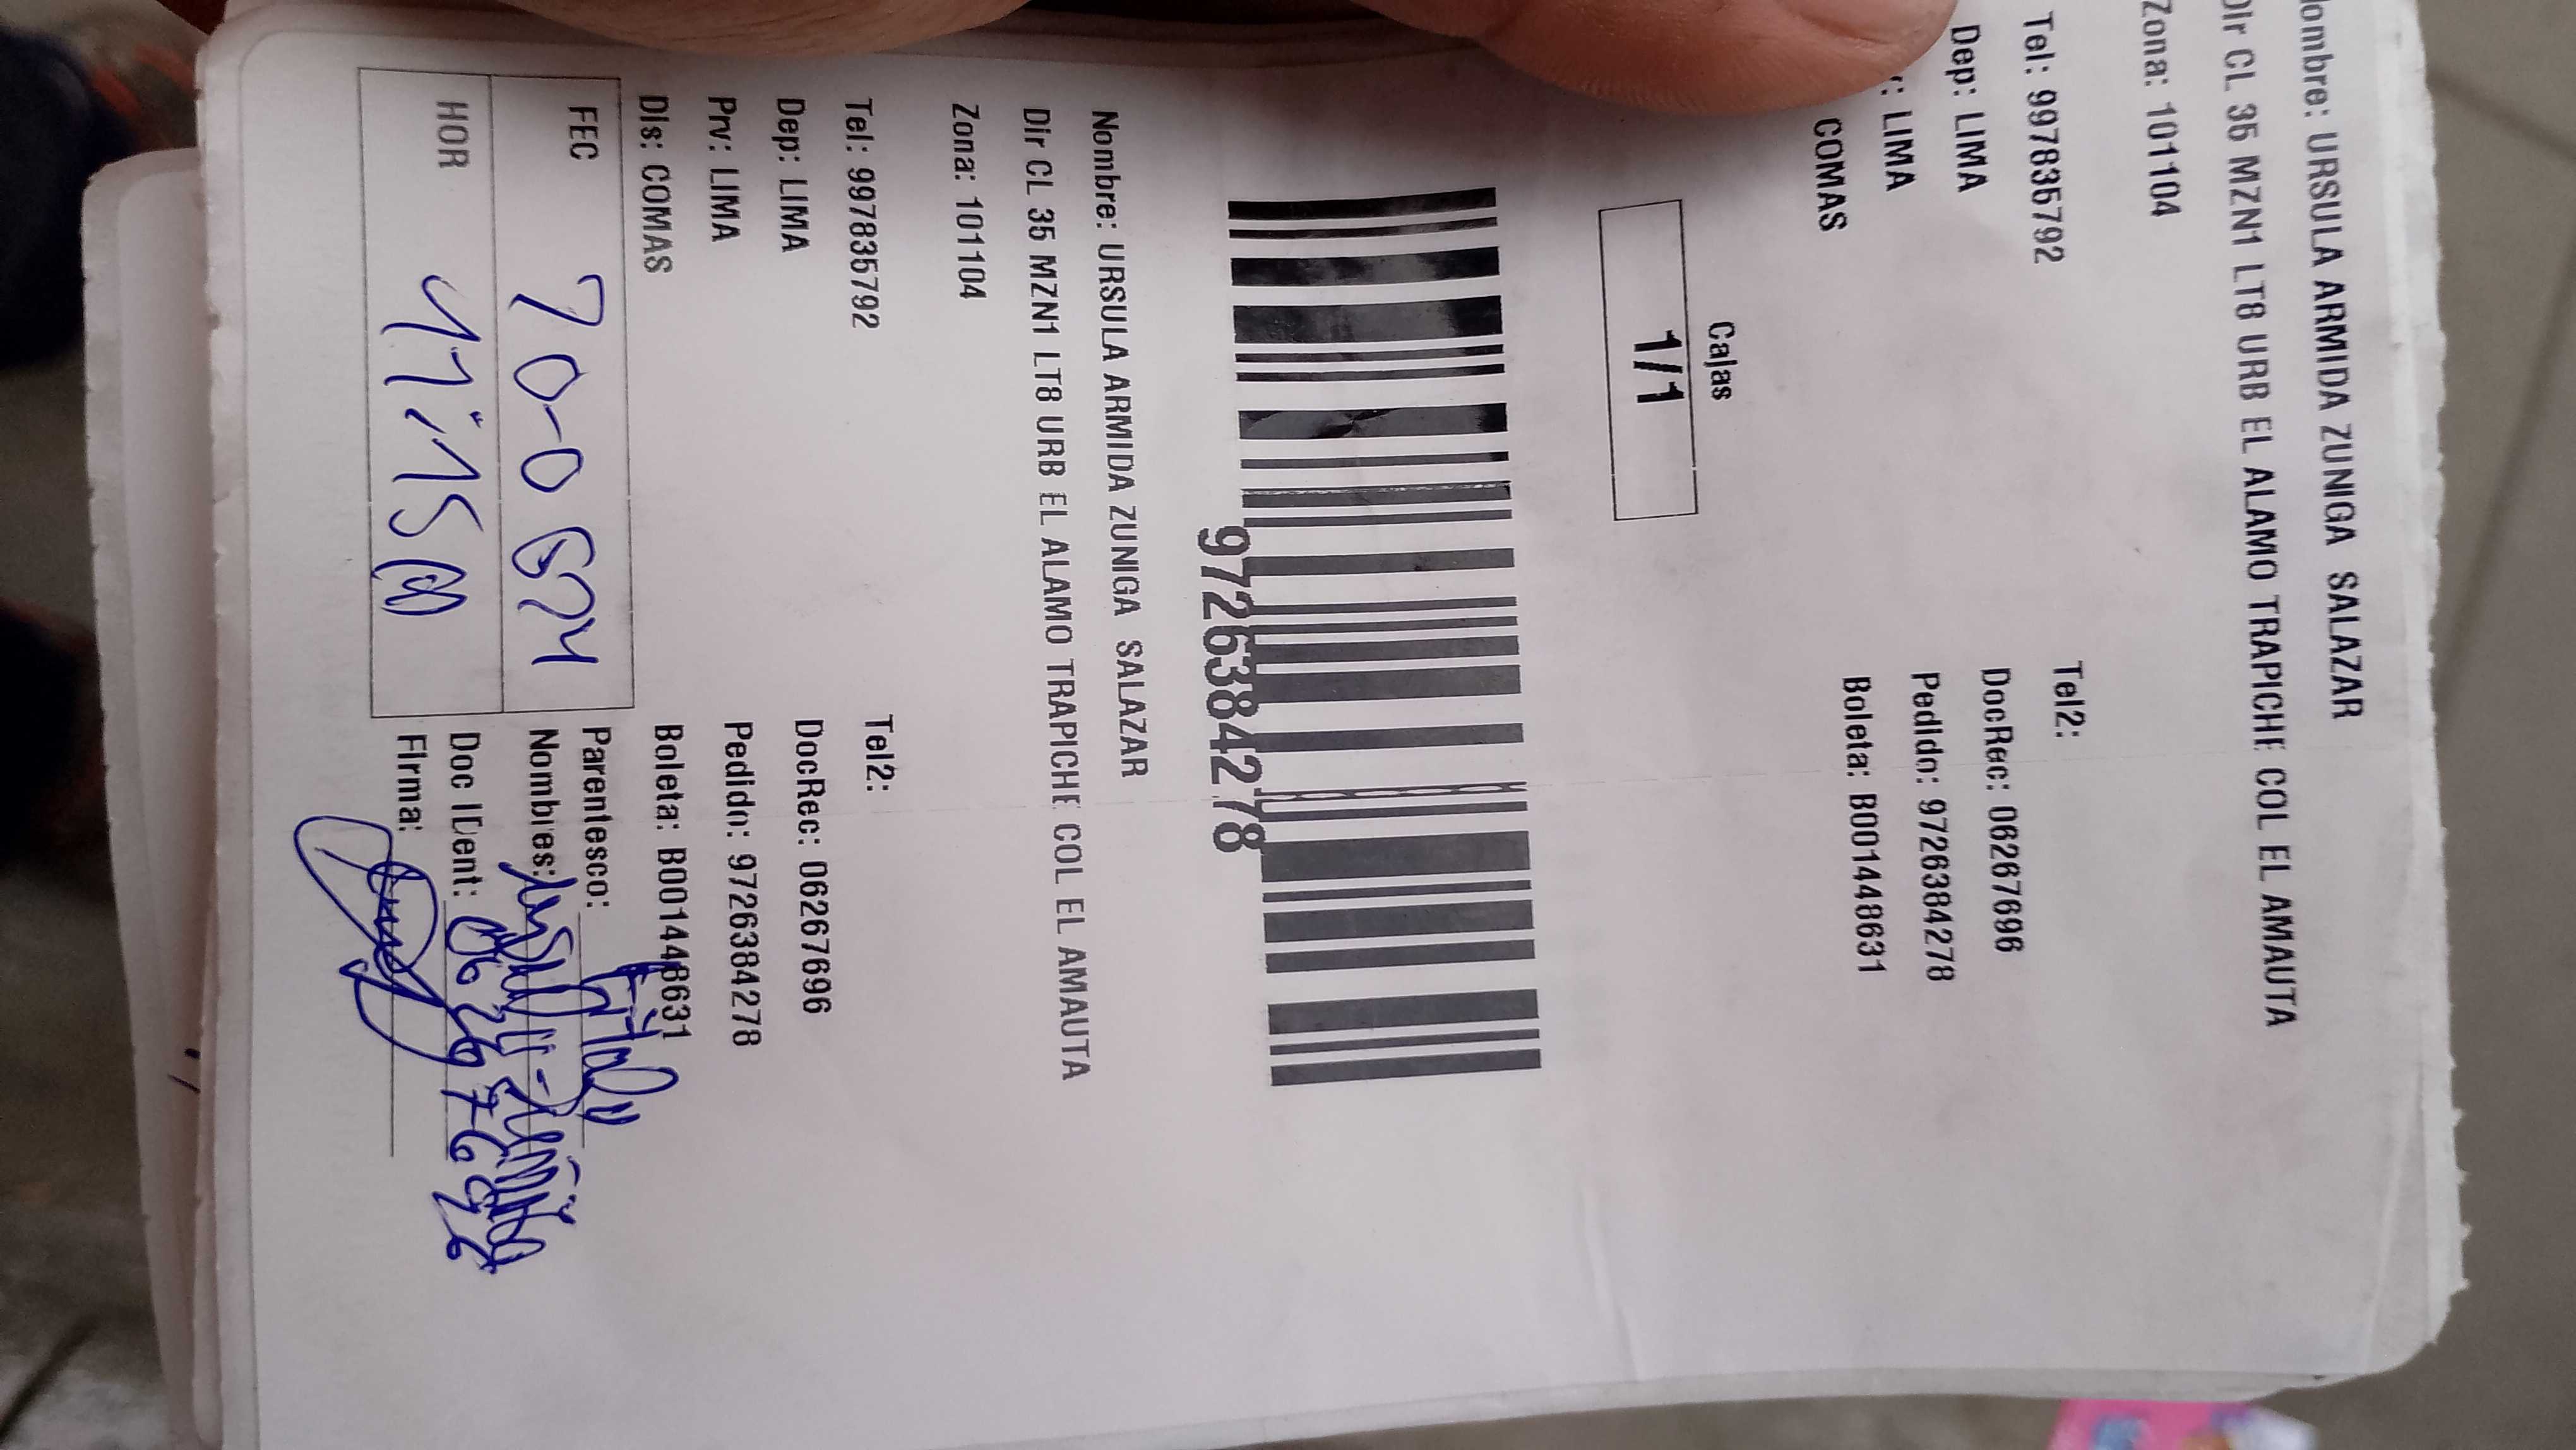 Nombre: URSULA ARMIDA ZUNIGA SALAZAR
Dir CL 35 MZN1 LT8 URB EL ALAMO TRAPICHE COL EL AMAUTA
Zona: 101104
Tel: 997835792 Tel2:
Dep: LIMA DocRec: 06267696
LIMA Pedido: 9726384278
COMAS Boleta: B001448631
Cajas
1/1
9726384278
Nombre: URSULA ARMIDA ZUNIGA SALAZAR
Dir CL 35 MZN1 LT8 URB EL ALAMO TRAPICHE COL EL AMAUTA
Zona: 101104
Tel: 997835792 Tel2:
Dep: LIMA DocRec: 06267696
Prv: LIMA Pedido: 9726384278
Dis: COMAS Boleta: B001448631
FEC Parentesco:
Nombres:
HOR Doc IDent: 06267696
Firma: